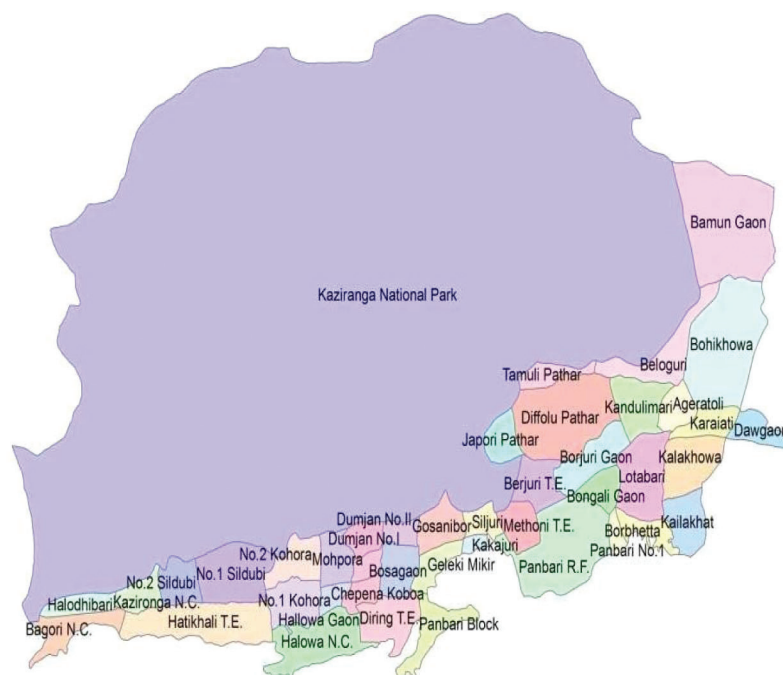 Bamun Gaon
Kaziranga National Park
Bohikhowa
Beloguri
Tamuli Pathar
Kandulimari
Ageratoli
Diffolu Pathar
Karaiati
Dawgaon
Japori Pathar
Borjuri Gaon
Kalakhowa
Berjuri T.E.
Lotabari
Bongali Gaon
Dumjan No.II
Gosanibor
Siljuri
Methoni T.E.
Borbhetta
Kailakhat
Dumjan No.I
Kakajuri
Panbari No.1
No.2 Kohora
Mohpora
Bosagaon
Geleki Mikir
Panbari R.F.
No.2 Sildubi
No.1 Sildubi
Halodhibari
Kazironga N.C.
No.1 Kohora
Chepena Koboa
Bagori N.C.
Hatikhali T.E.
Hallowa Gaon
Diring T.E.
Panbari Block
Halowa N.C.